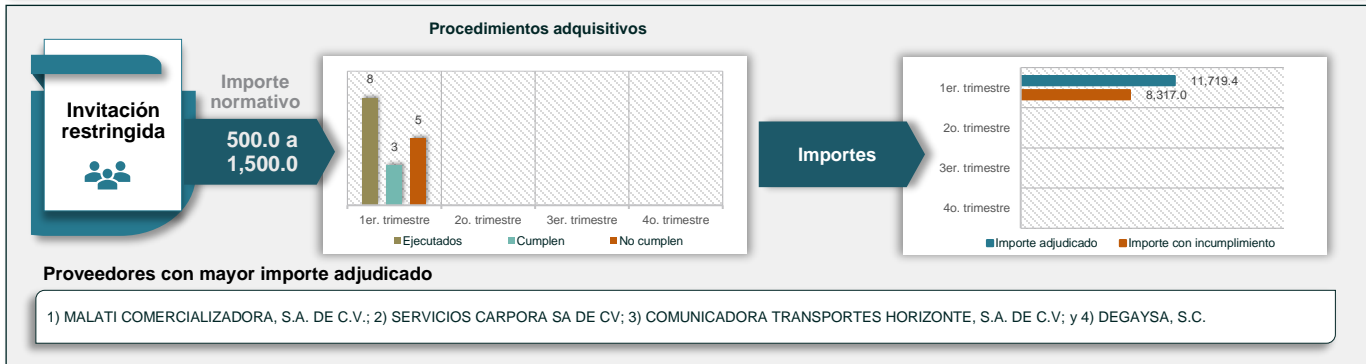 Procedimientos adquisitivos
Invitación
restringida
Importe
normativo
500.0 a
1,500.0
8
3
5
1er. trimestre
2o. trimestre
3er. trimestre
4o. trimestre
Ejecutados
Cumplen
No cumplen
Importes
1er. trimestre
11,719.4
8,317.0
2o. trimestre
3er. trimestre
4o. trimestre
Importe adjudicado
Importe con incumplimiento
Proveedores con mayor importe adjudicado
1) MALATI COMERCIALIZADORA, S.A. DE C.V.; 2) SERVICIOS CARPORA SA DE CV; 3) COMUNICADORA TRANSPORTES HORIZONTE, S.A. DE C.V; y 4) DEGAYSA, S.C.